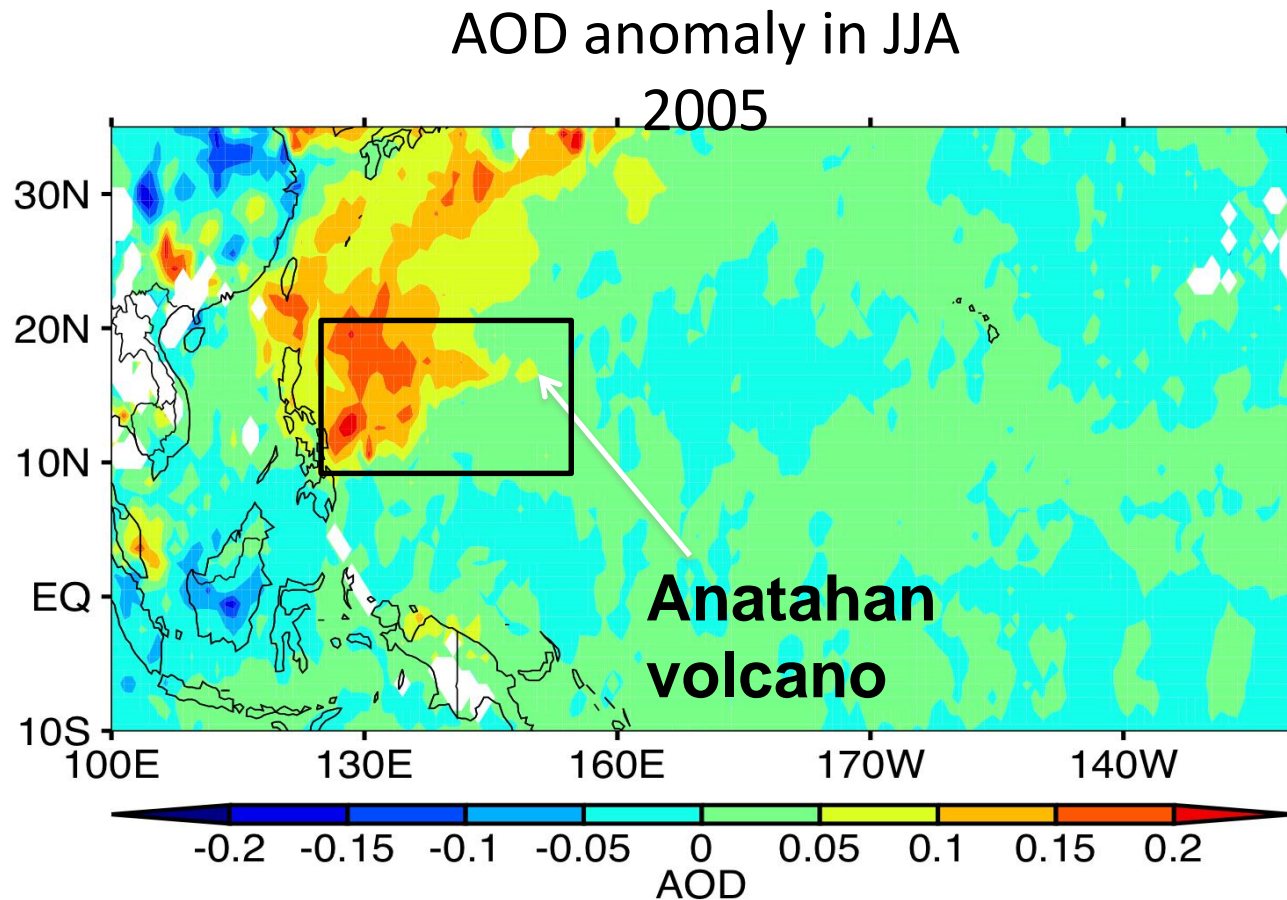 AOD anomaly in JJA
2005
30N
20N
10N
EQ
10S
Anatahan
volcano
100E 130E 160E 170W 140W
-0.2 -0.15 -0.1 -0.05 0 0.05 0.1 0.15 0.2
AOD